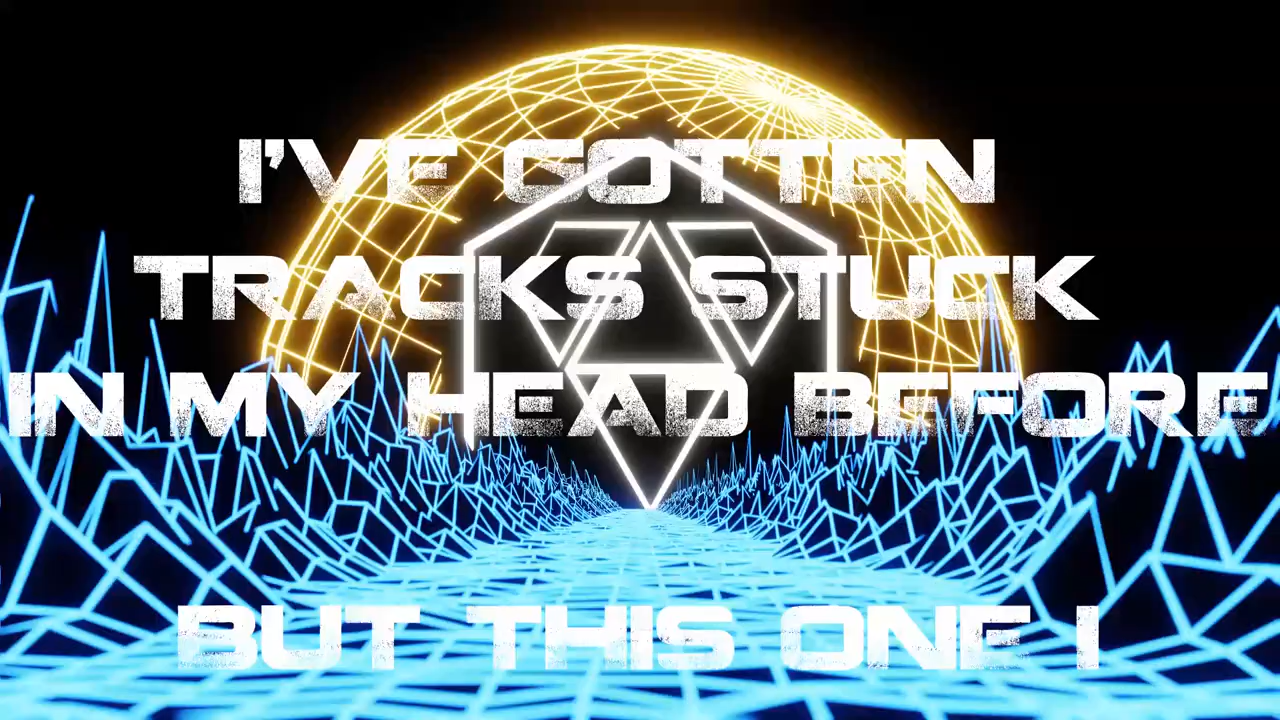 I'VE GOTTEN
TRACKS STUCK
IN MY HEAD BEFORE
BUT THIS ONE I